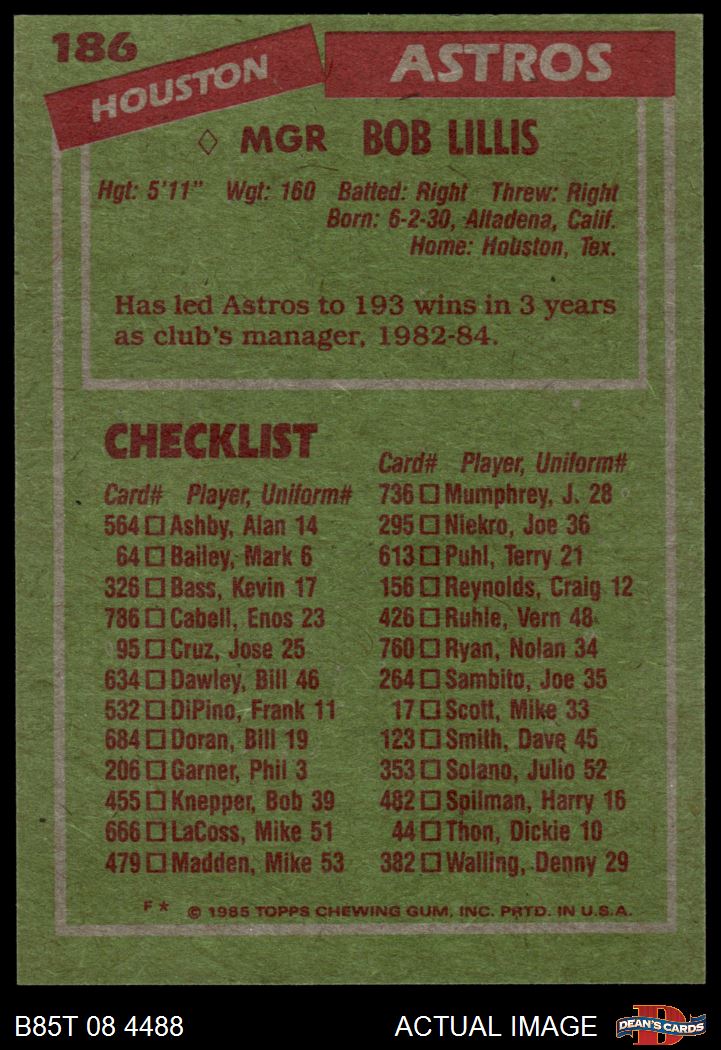 186
HOUSTON ASTROS
MGR BOB LILLIS
Hgt: 5'11" Wgt: 160 Batted: Right Threw: Right
Born: 6-2-30, Altadena, Calif.
Home: Houston, Tex.
Has led Astros to 193 wins in 3 years
as club's manager, 1982-84.
CHECKLIST
Card# Player, Uniform#
564 Ashby, Alan 14
64 Bailey, Mark 6
326 Bass, Kevin 17
786 Cabell, Enos 23
95 Cruz, Jose 25
634 Dawley, Bill 46
532 DiPino, Frank 11
684 Doran, Bill 19
206 Garner, Phil 3
455 Knepper, Bob 39
666 LaCoss, Mike 51
479 Madden, Mike 53
Card# Player, Uniform#
736 Mumphrey, J. 28
295 Niekro, Joe 36
613 Puhl, Terry 21
156 Reynolds, Craig 12
426 Ruhle, Vern 48
760 Ryan, Nolan 34
264 Sambito, Joe 35
17 Scott, Mike 33
123 Smith, Dave 45
353 Solano, Julio 52
482 Spilman, Harry 16
44 Thon, Dickie 10
382 Walling, Denny 29
F* © 1985 TOPPS CHEWING GUM, INC. PRTD. IN U.S.A.
B85T 08 4488 ACTUAL IMAGE
D
DEAN'S CARDS